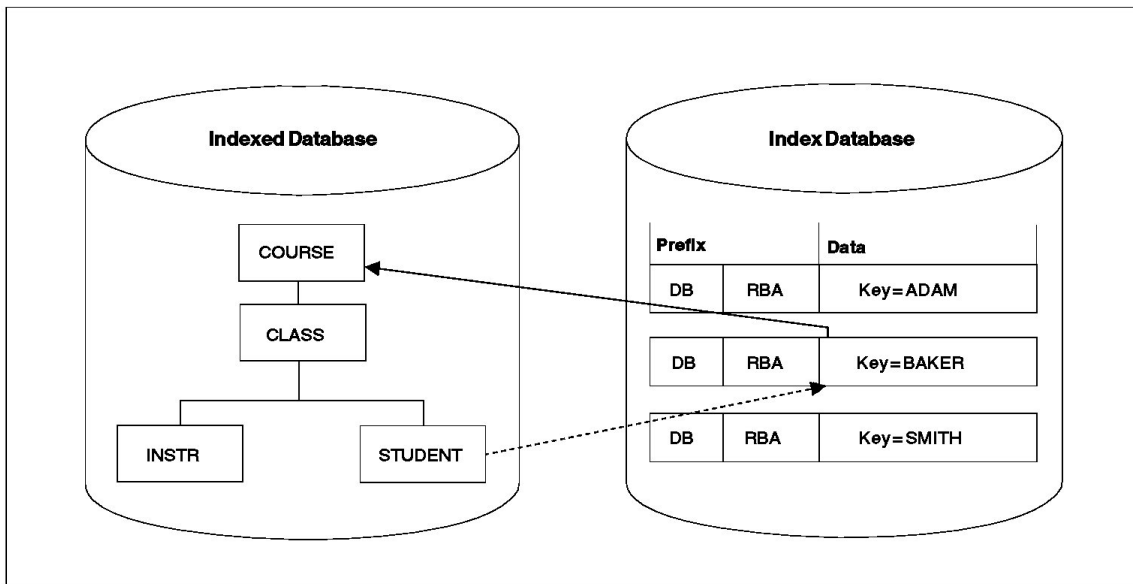 Indexed Database
COURSE
CLASS
INSTR
STUDENT
Index Database
Prefix Data
DB RBA Key=ADAM
DB RBA Key=BAKER
DB RBA Key=SMITH